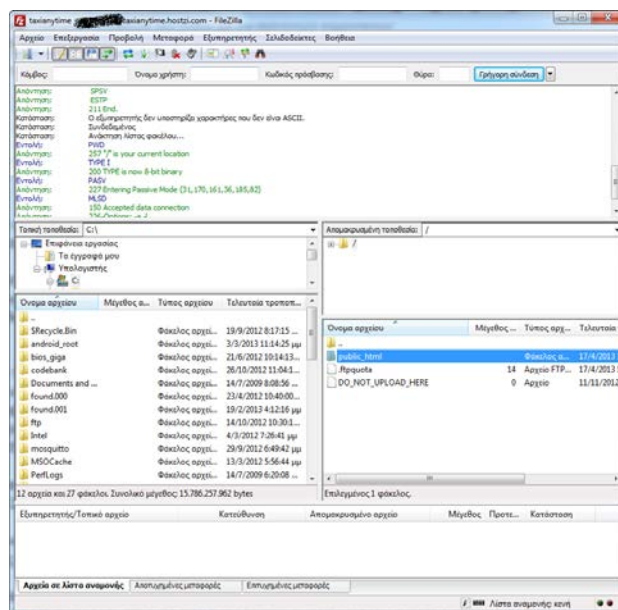 taxianytime taxianytime.hostzi.com - FileZilla
Αρχείο Επεξεργασία Προβολή Μεταφορά Εξυπηρετητής Σελιδοδείκτες Βοήθεια
Κόμβος: Όνομα χρήστη: Κωδικός πρόσβασης: Θύρα: Γρήγορη σύνδεση
Απάντηση: SPSV
Απάντηση: ESTP
Απάντηση: 211 End.
Κατάσταση: Ο εξυπηρετητής δεν υποστηρίζει χαρακτήρες που δεν είναι ASCII.
Κατάσταση: Συνδεδεμένος
Κατάσταση: Ανάκτηση λίστας φακέλου...
Εντολή: PWD
Απάντηση: 257 "/" is your current location
Εντολή: TYPE I
Απάντηση: 200 TYPE is now 8-bit binary
Εντολή: PASV
Απάντηση: 227 Entering Passive Mode (31,170,161,36,185,82)
Εντολή: MLSD
Απάντηση: 150 Accepted data connection
Απάντηση: 226-Options: -a -l
Τοπική τοποθεσία: C:\
Επιφάνεια εργασίας
Τα έγγραφά μου
Υπολογιστής
C:
Όνομα αρχείου Μέγεθος α... Τύπος αρχείου Τελευταία τροποπ...
..
$Recycle.Bin Φάκελος αρχεί... 19/9/2012 8:17:15 ...
android_root Φάκελος αρχεί... 3/3/2013 11:14:25 μμ
bios_giga Φάκελος αρχεί... 21/6/2012 10:14:13...
codebank Φάκελος αρχεί... 26/10/2012 11:04:1...
Documents and ... Φάκελος αρχεί... 14/7/2009 8:08:56 ...
found.000 Φάκελος αρχεί... 23/4/2012 10:40:00...
found.001 Φάκελος αρχεί... 19/2/2013 4:12:16 μμ
ftp Φάκελος αρχεί... 14/10/2012 10:30:1...
Intel Φάκελος αρχεί... 4/3/2012 7:26:41 μμ
mosquitto Φάκελος αρχεί... 29/9/2012 6:49:42 μμ
MSOCache Φάκελος αρχεί... 13/3/2012 5:56:44 μμ
PerfLogs Φάκελος αρχεί... 14/7/2009 6:20:08 ...
12 αρχεία και 27 φάκελοι. Συνολικό μέγεθος: 15.786.257.962 bytes
Απομακρυσμένη τοποθεσία: /
/
Όνομα αρχείου Μέγεθος ... Τύπος αρχ... Τελευταία
..
public_html Φάκελος α... 17/4/2013
.ftpquota 14 Αρχείο FTP... 17/4/2013
DO_NOT_UPLOAD_HERE 0 Αρχείο 11/11/2012
Επιλεγμένος 1 φάκελος.
Εξυπηρετητής/Τοπικό αρχείο Κατεύθυνση Απομακρυσμένο αρχείο Μέγεθος Προτε... Κατάσταση
Αρχεία σε λίστα αναμονής Αποτυχημένες μεταφορές Επιτυχημένες μεταφορές
Λίστα αναμονής: κενή